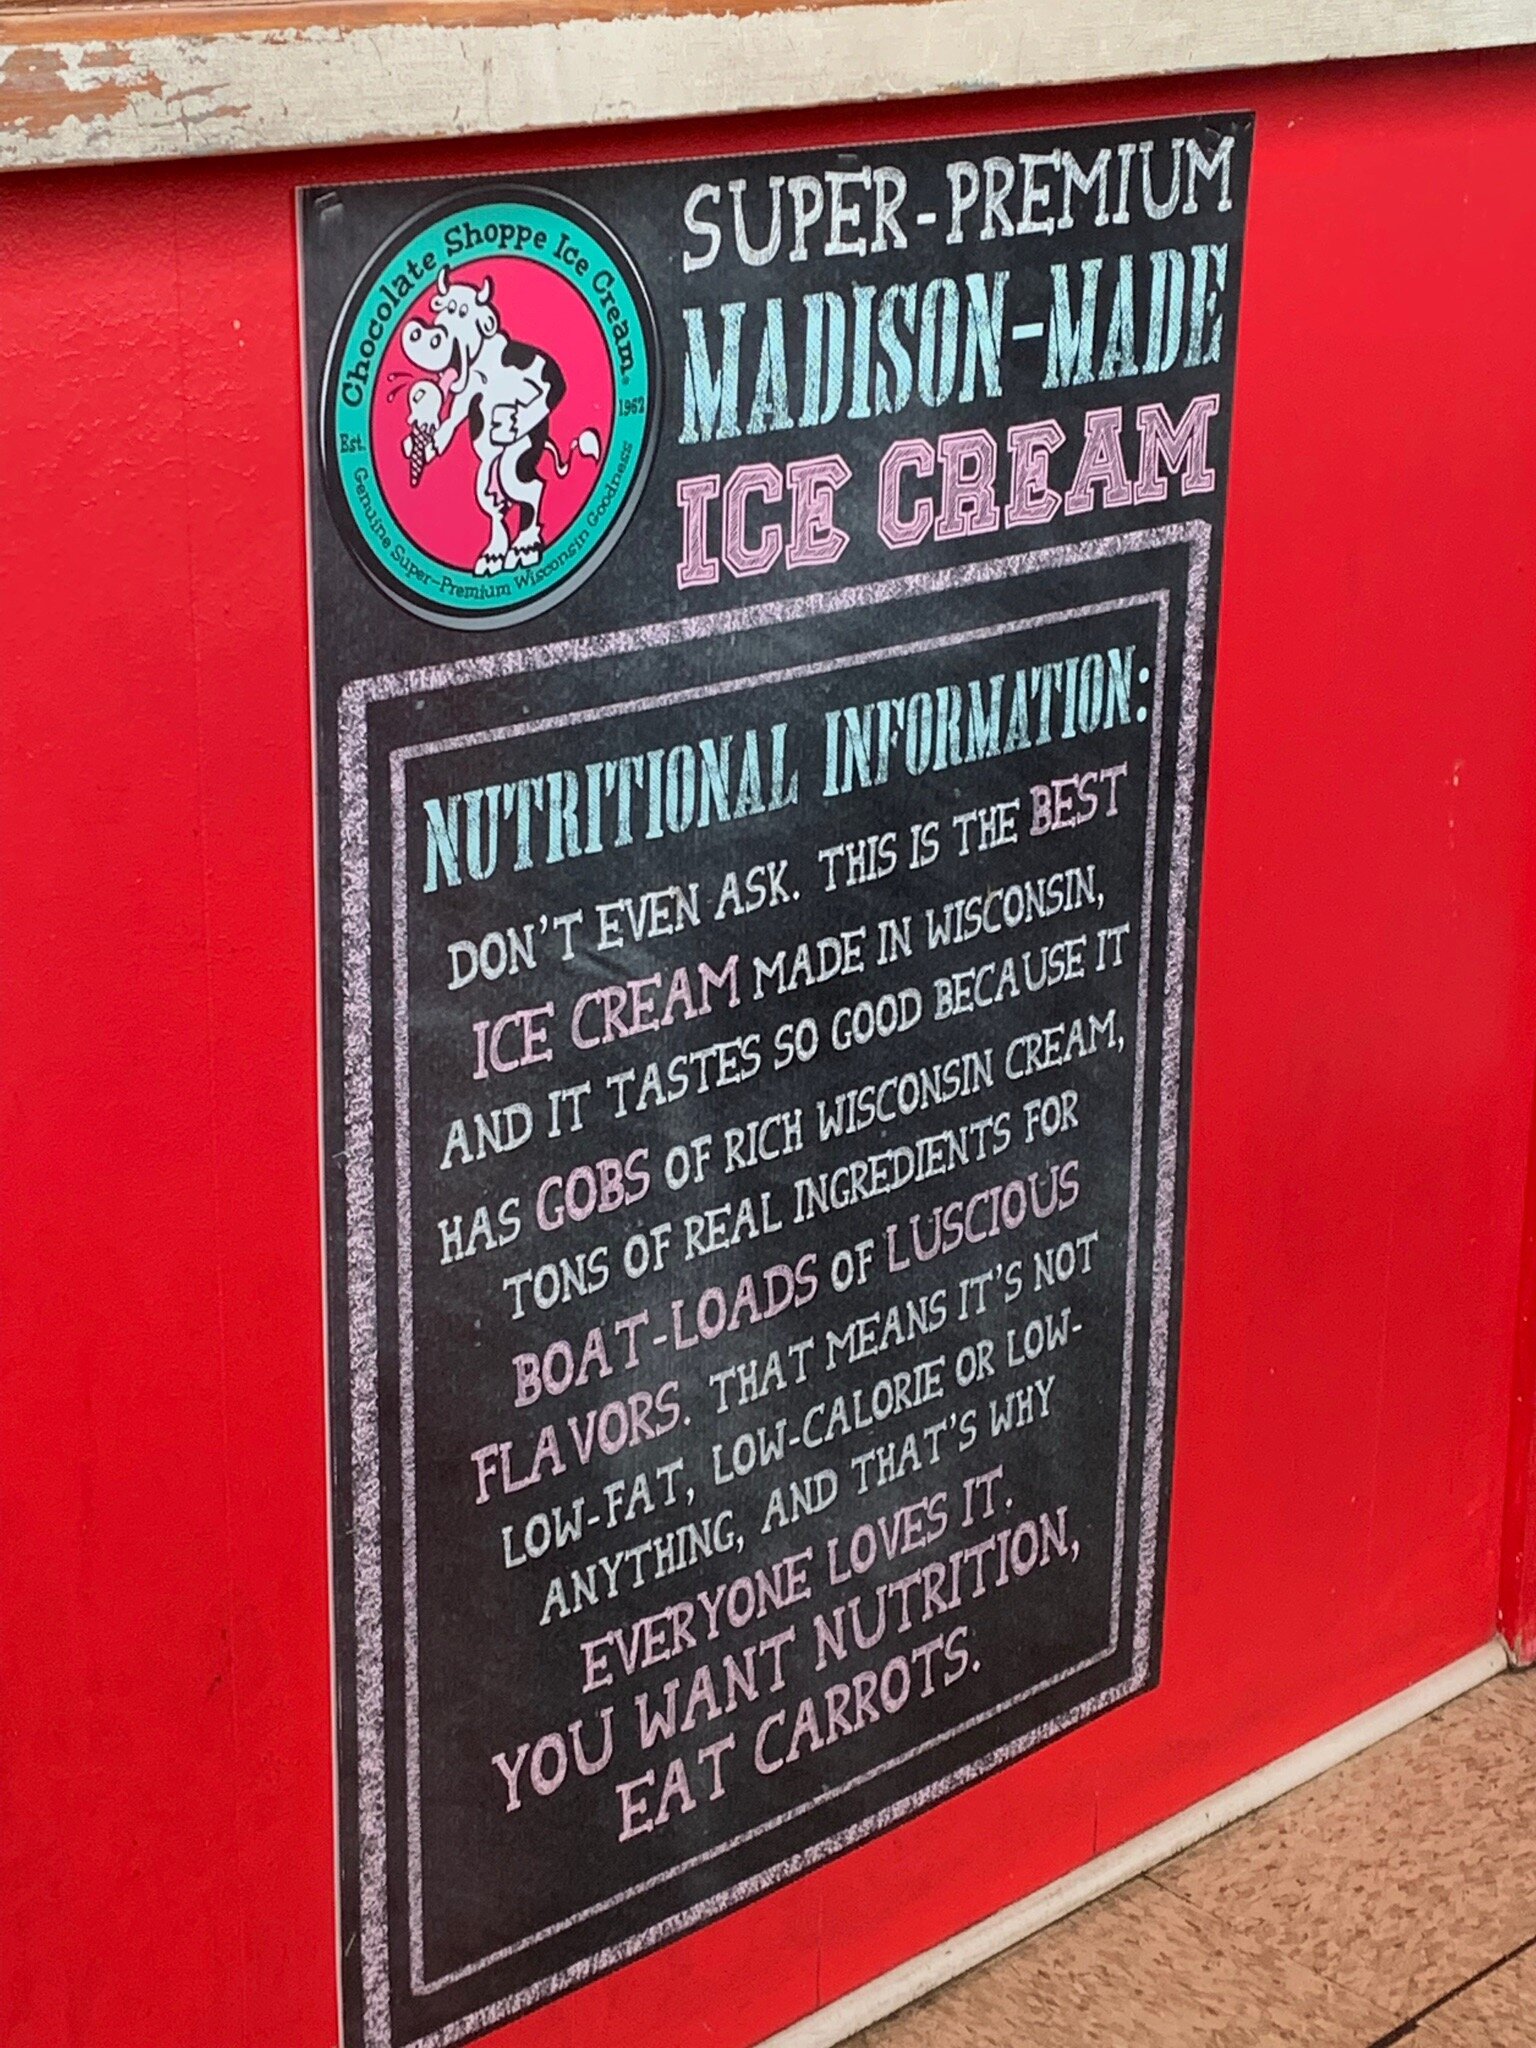 Chocolate Shoppe Ice Cream®
Est. 1962
Genuine Super-Premium Wisconsin Goodness
SUPER-PREMIUM
MADISON-MADE
ICE CREAM
NUTRITIONAL INFORMATION:
DON'T EVEN ASK. THIS IS THE BEST
ICE CREAM MADE IN WISCONSIN,
AND IT TASTES SO GOOD BECAUSE IT
HAS GOBS OF RICH WISCONSIN CREAM,
TONS OF REAL INGREDIENTS FOR
BOAT-LOADS OF LUSCIOUS
FLAVORS. THAT MEANS IT'S NOT
LOW-FAT, LOW-CALORIE OR LOW-
ANYTHING, AND THAT'S WHY
EVERYONE LOVES IT.
YOU WANT NUTRITION,
EAT CARROTS.